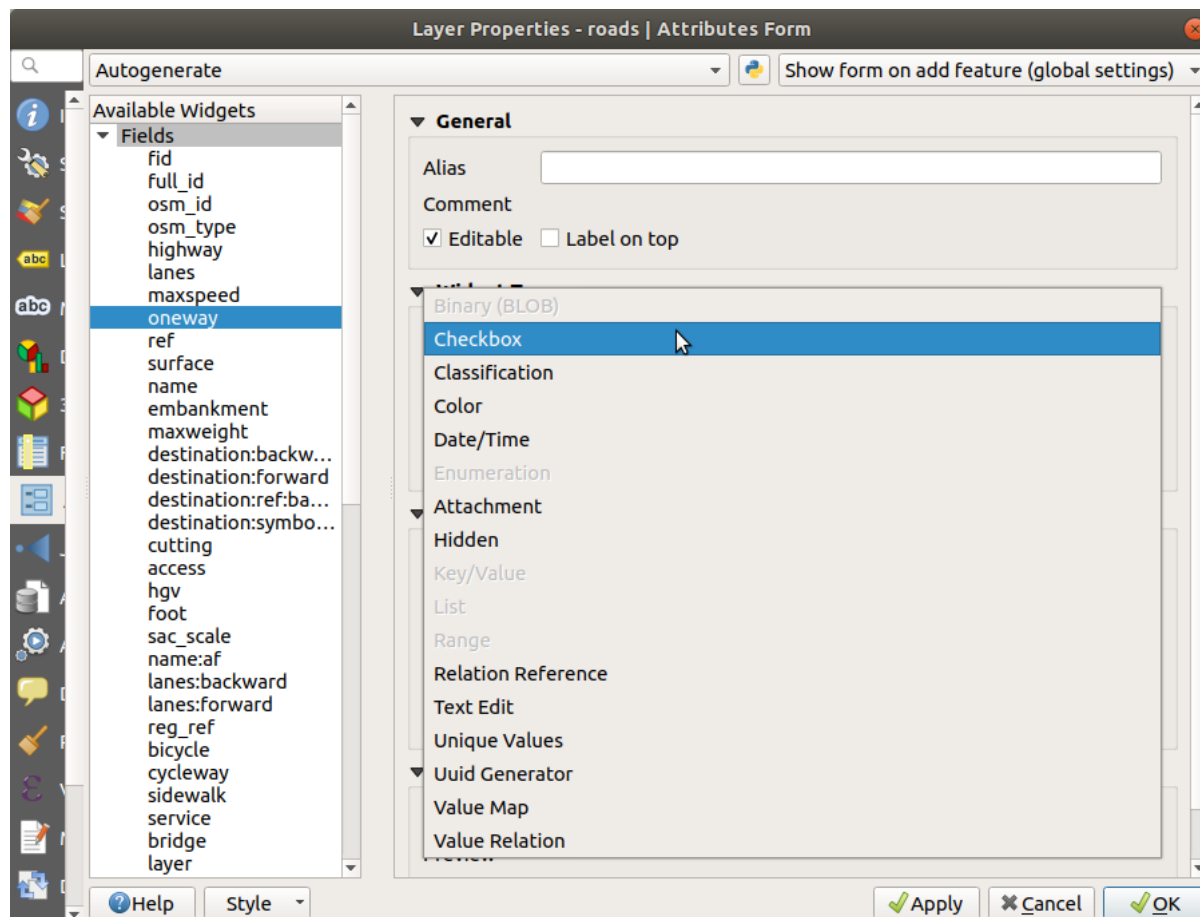 Layer Properties - roads | Attributes Form
Autogenerate
Show form on add feature (global settings)
Available Widgets
Fields
fid
full_id
osm_id
osm_type
highway
lanes
maxspeed
oneway
ref
surface
name
embankment
maxweight
destination:backw...
destination:forward
destination:ref:ba...
destination:symbo...
cutting
access
hgv
foot
sac_scale
name:af
lanes:backward
lanes:forward
reg_ref
bicycle
cycleway
sidewalk
service
bridge
layer
General
Alias
Comment
Editable
Label on top
Binary (BLOB)
Checkbox
Classification
Color
Date/Time
Enumeration
Attachment
Hidden
Key/Value
List
Range
Relation Reference
Text Edit
Unique Values
Uuid Generator
Value Map
Value Relation
abc
abc
Help
Style
Apply
Cancel
OK